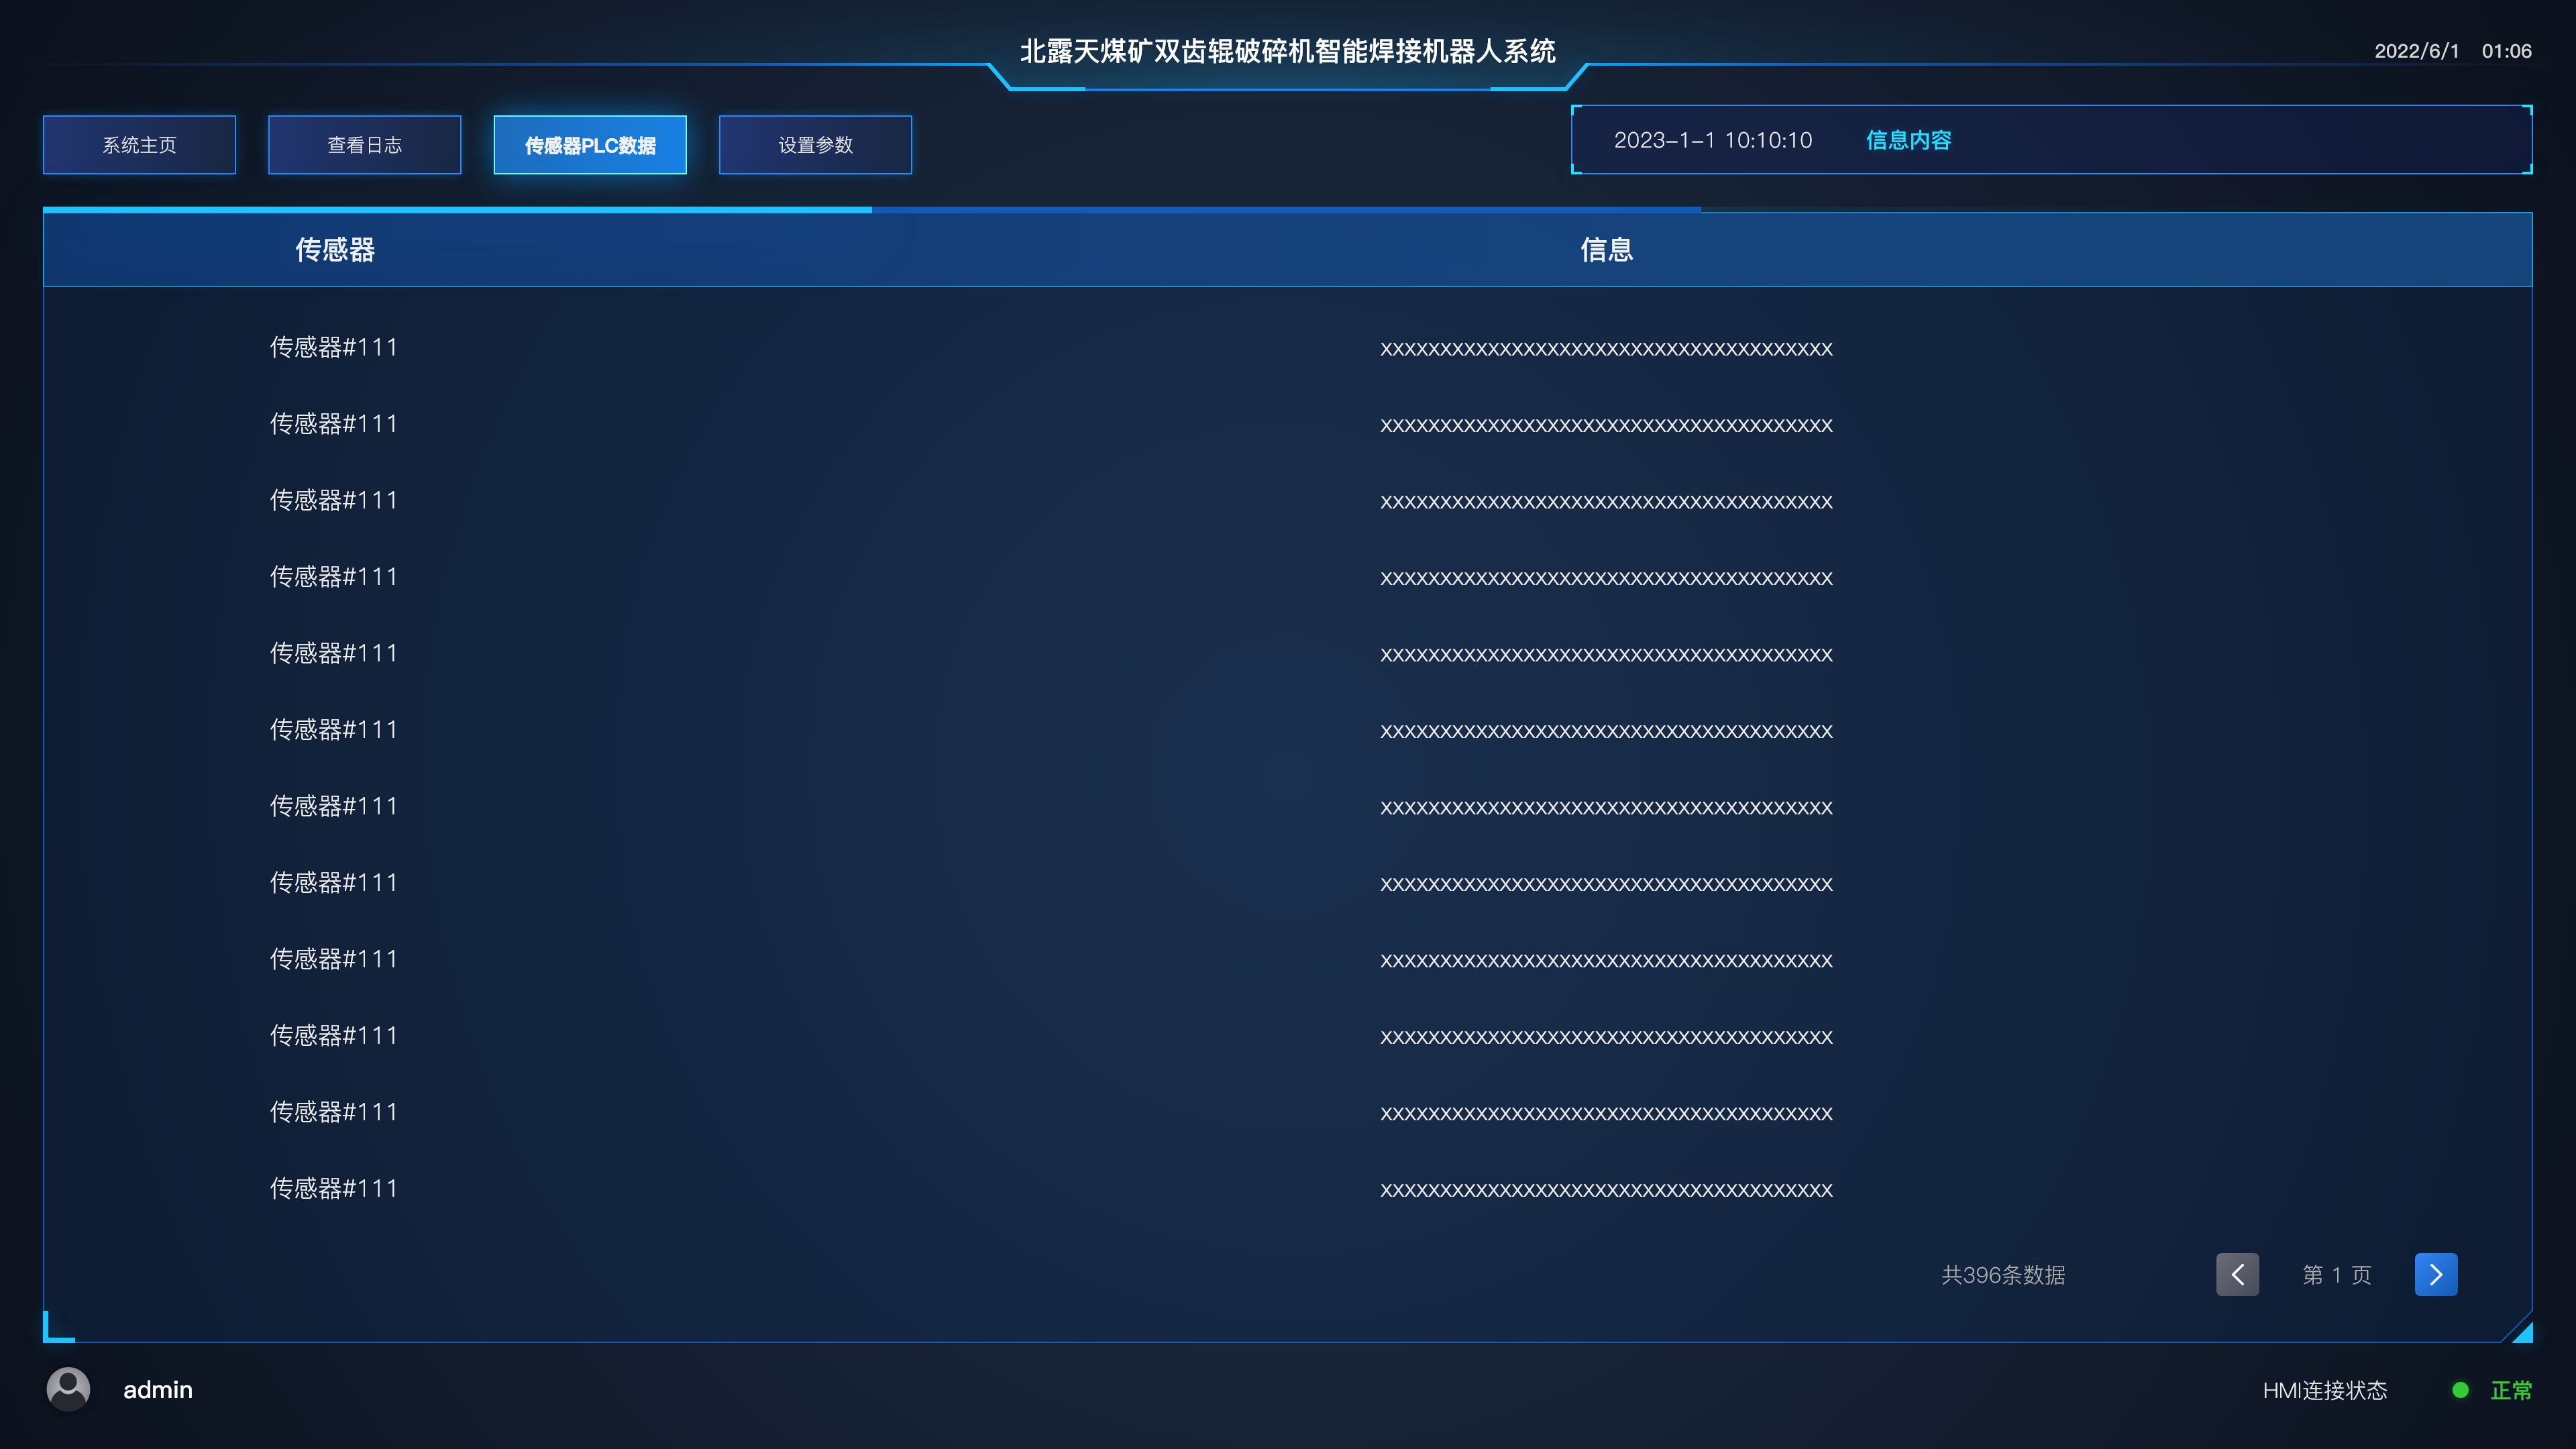 北露天煤矿双齿辊破碎机智能焊接机器人系统
2022/6/1 01:06
系统主页 查看日志 传感器PLC数据 设置参数
2023-1-1 10:10:10 信息内容
传感器 信息
传感器#111 xxxxxxxxxxxxxxxxxxxxxxxxxxxxxxxxxxxxxx
传感器#111 xxxxxxxxxxxxxxxxxxxxxxxxxxxxxxxxxxxxxx
传感器#111 xxxxxxxxxxxxxxxxxxxxxxxxxxxxxxxxxxxxxx
传感器#111 xxxxxxxxxxxxxxxxxxxxxxxxxxxxxxxxxxxxxx
传感器#111 xxxxxxxxxxxxxxxxxxxxxxxxxxxxxxxxxxxxxx
传感器#111 xxxxxxxxxxxxxxxxxxxxxxxxxxxxxxxxxxxxxx
传感器#111 xxxxxxxxxxxxxxxxxxxxxxxxxxxxxxxxxxxxxx
传感器#111 xxxxxxxxxxxxxxxxxxxxxxxxxxxxxxxxxxxxxx
传感器#111 xxxxxxxxxxxxxxxxxxxxxxxxxxxxxxxxxxxxxx
传感器#111 xxxxxxxxxxxxxxxxxxxxxxxxxxxxxxxxxxxxxx
传感器#111 xxxxxxxxxxxxxxxxxxxxxxxxxxxxxxxxxxxxxx
传感器#111 xxxxxxxxxxxxxxxxxxxxxxxxxxxxxxxxxxxxxx
共396条数据 第 1 页
admin
HMI连接状态 正常